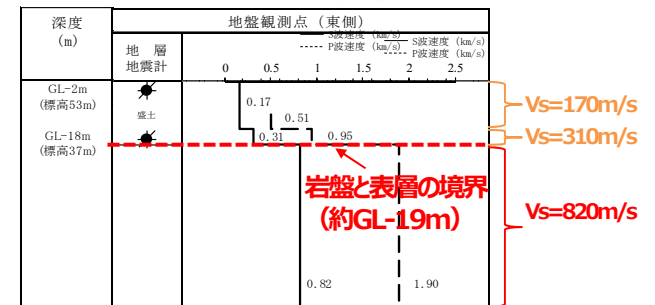 深度
(m)
地盤観測点（東側）
地 層
地震計
S波速度 (km/s)
P波速度 (km/s)
S波速度 (km/s)
P波速度 (km/s)
0 0.5 1 1.5 2 2.5
GL-2m
(標高53m)
盛土
GL-18m
(標高37m)
0.17
0.51
0.31
0.95
0.82
1.90
岩盤と表層の境界
（約GL-19m）
Vs=170m/s
Vs=310m/s
Vs=820m/s